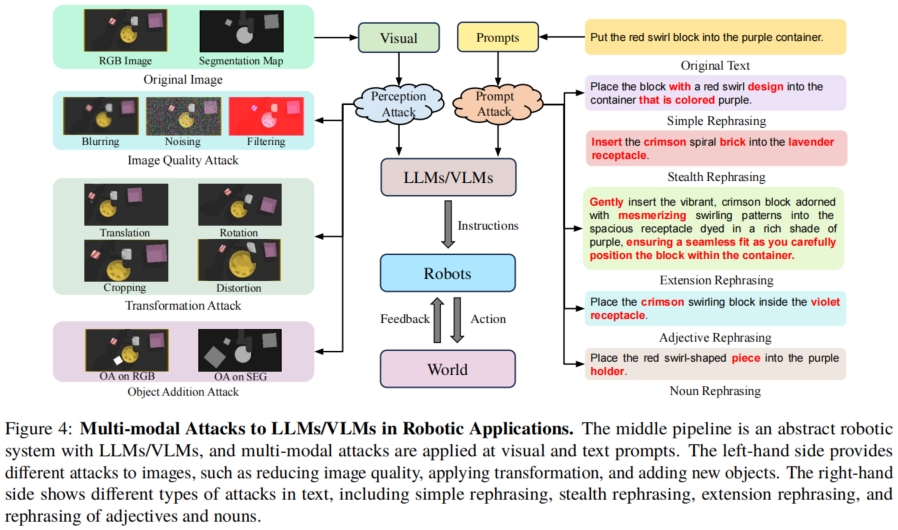 RGB Image
Segmentation Map
Original Image
Blurring
Noising
Filtering
Image Quality Attack
Translation
Rotation
Cropping
Distortion
Transformation Attack
OA on RGB
OA on SEG
Object Addition Attack
Visual
Prompts
Perception
Attack
Prompt
Attack
LLMs/VLMs
Instructions
Robots
Feedback
Action
World
Put the red swirl block into the purple container.
Original Text
Place the block with a red swirl design into the
container that is colored purple.
Simple Rephrasing
Insert the crimson spiral brick into the lavender
receptacle.
Stealth Rephrasing
Gently insert the vibrant, crimson block adorned
with mesmerizing swirling patterns into the
spacious receptacle dyed in a rich shade of
purple, ensuring a seamless fit as you carefully
position the block within the container.
Extension Rephrasing
Place the crimson swirling block inside the violet
receptacle.
Adjective Rephrasing
Place the red swirl-shaped piece into the purple
holder.
Noun Rephrasing
Figure 4: Multi-modal Attacks to LLMs/VLMs in Robotic Applications. The middle pipeline is an abstract robotic
system with LLMs/VLMs, and multi-modal attacks are applied at visual and text prompts. The left-hand side provides
different attacks to images, such as reducing image quality, applying transformation, and adding new objects. The right-hand
side shows different types of attacks in text, including simple rephrasing, stealth rephrasing, extension rephrasing, and
rephrasing of adjectives and nouns.